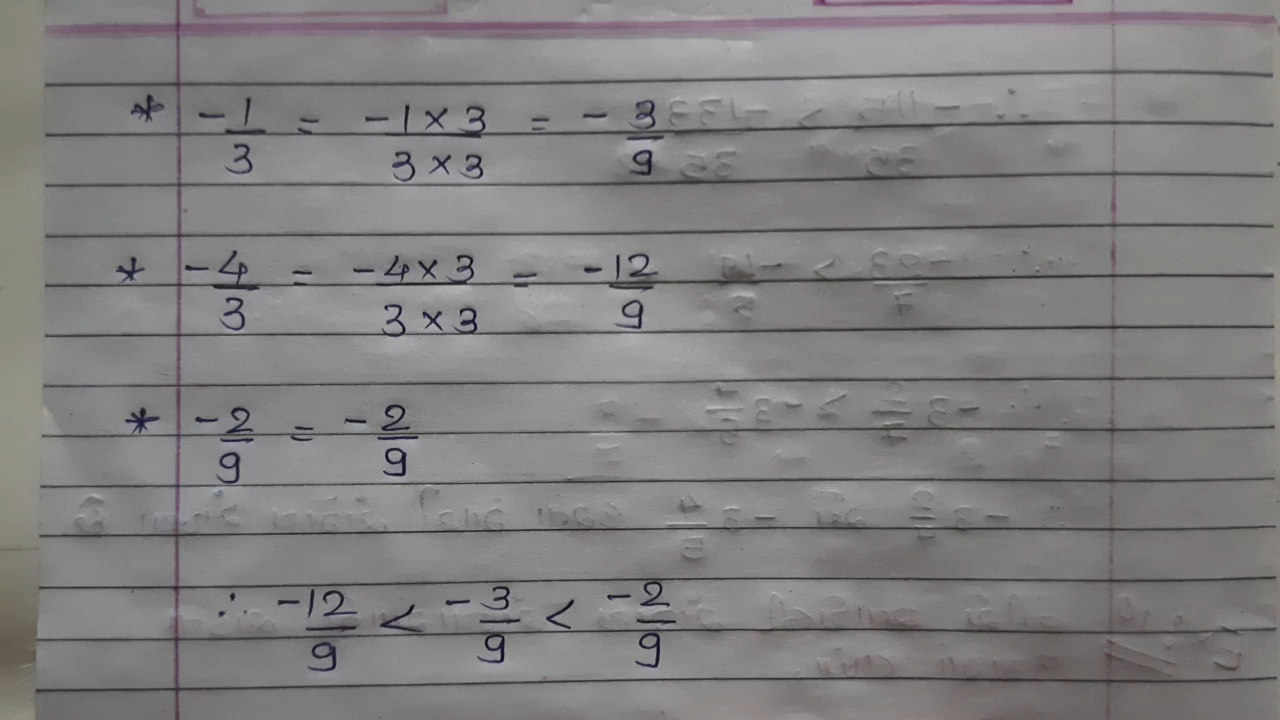 * -1/3 = -1×3/3×3 = -3/9
* -4/3 = -4×3/3×3 = -12/9
* -2/9 = -2/9
∴ -12/9 < -3/9 < -2/9